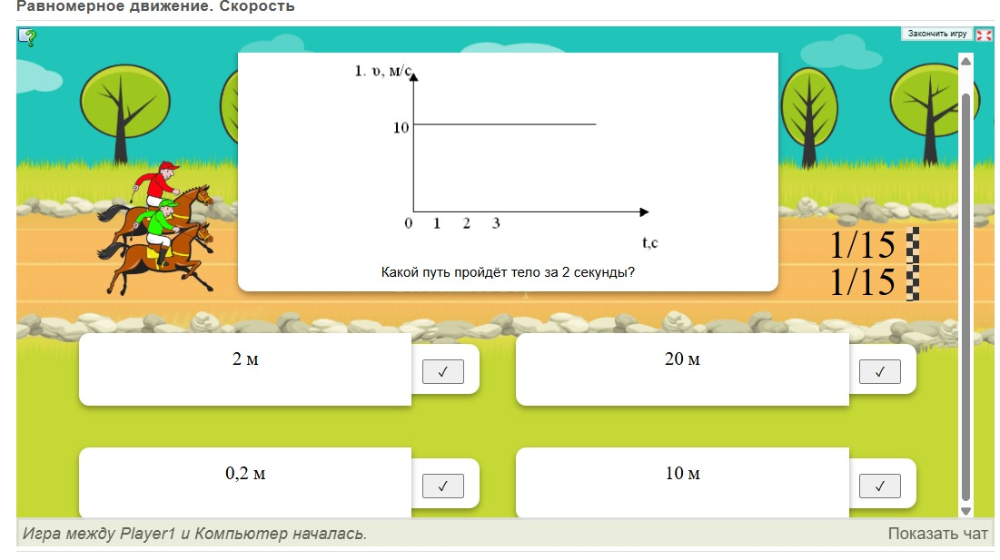 Равномерное движение. Скорость
Закончить игру
1. υ, м/с
10
0 1 2 3
t,c
Какой путь пройдёт тело за 2 секунды?
1/15
1/15
2 м
✓
20 м
✓
0,2 м
✓
10 м
✓
Игра между Player1 и Компьютер началась.
Показать чат